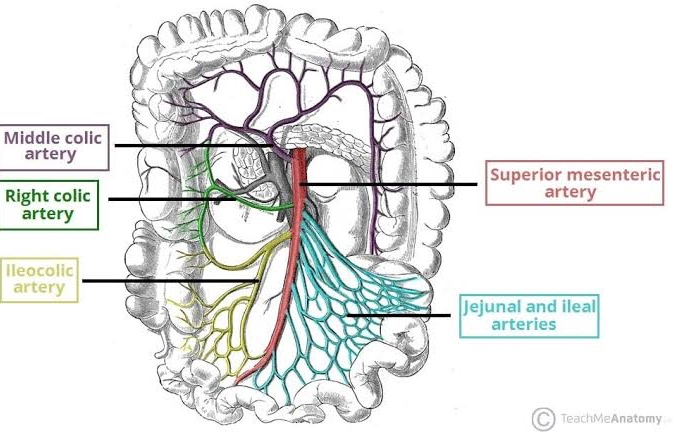 Middle colic
artery
Right colic
artery
Ileocolic
artery
Superior mesenteric
artery
Jejunal and ileal
arteries
© TeachMeAnatomy